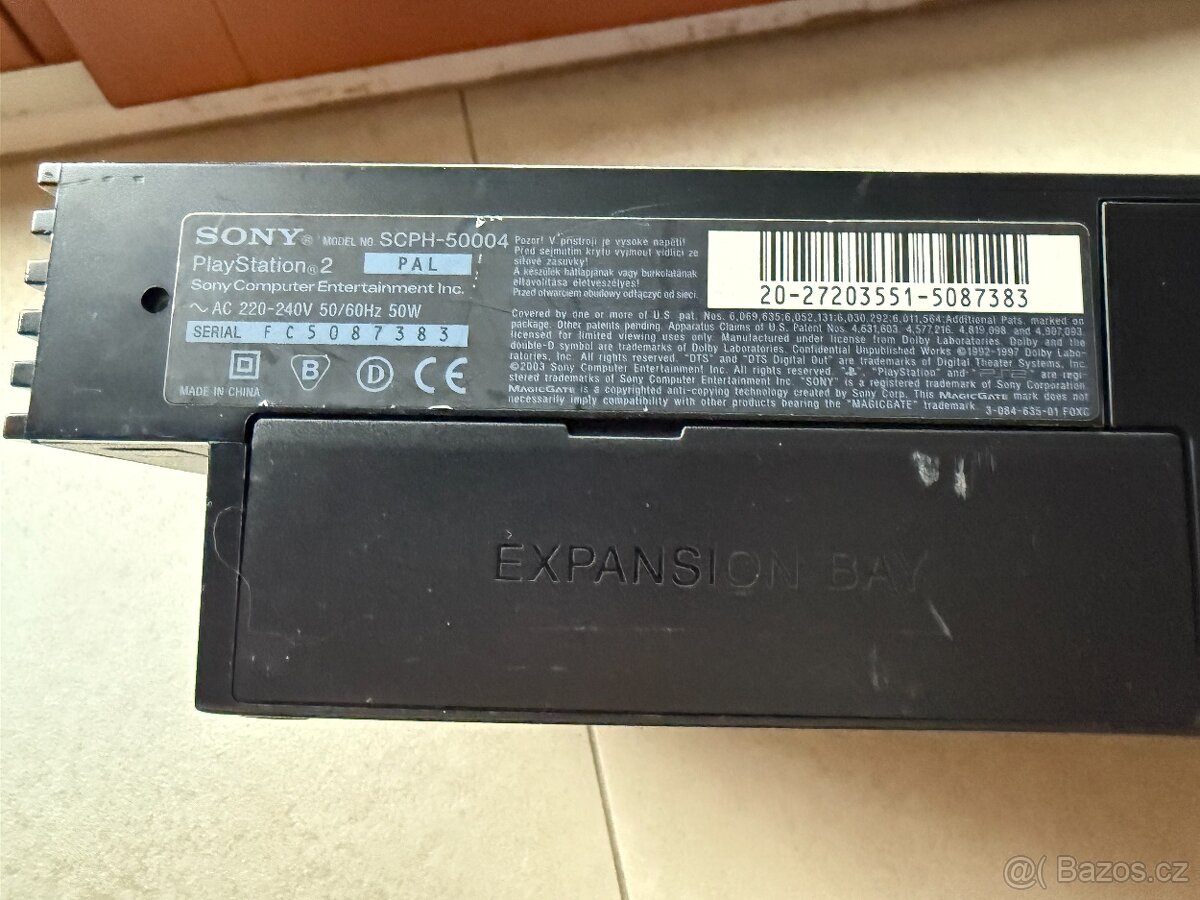 SONY® MODEL NO. SCPH-50004
PlayStation®2 PAL
Sony Computer Entertainment Inc.
∼ AC 220-240V 50/60Hz 50W
SERIAL FC5087383
B D CE
MADE IN CHINA
Pozor! V přístroji je vysoké napětí!
Před sejmutím krytu vyjmout vidlici ze
síťové zásuvky!
A készülék hátlapjának vagy burkolatának
eltávolítása életveszélyes!
Przed otwarciem obudowy odłączyć od sieci.
20-27203551-5087383
Covered by one or more of U.S. pat. Nos. 6,069,635;6,052,131;6,030,292;6,011,564;Additional Pats. marked on
package. Other patents pending. Apparatus Claims of U.S. Patent Nos. 4,631,603, 4,577,216, 4,819,098 and 4,907,093,
licensed for limited viewing uses only. Manufactured under license from Dolby Laboratories. Dolby and the
double-D symbol are trademarks of Dolby Laboratories. Confidential Unpublished Works ©1992-1997 Dolby Labo-
ratories, Inc. All rights reserved. "DTS" and "DTS Digital Out" are trademarks of Digital Theater Systems, Inc.
©2003 Sony Computer Entertainment Inc. All rights reserved. "PlayStation" and " " are regi-
stered trademarks of Sony Computer Entertainment Inc. "SONY" is a registered trademark of Sony Corporation
MAGICGATE is a copyrighted anti-copying technology created by Sony Corp. This MAGICGATE mark does not
necessarily imply compatibility with other products bearing the "MAGICGATE" trademark. 3-084-635-01 FOXC
EXPANSION BAY
@( Bazos.cz